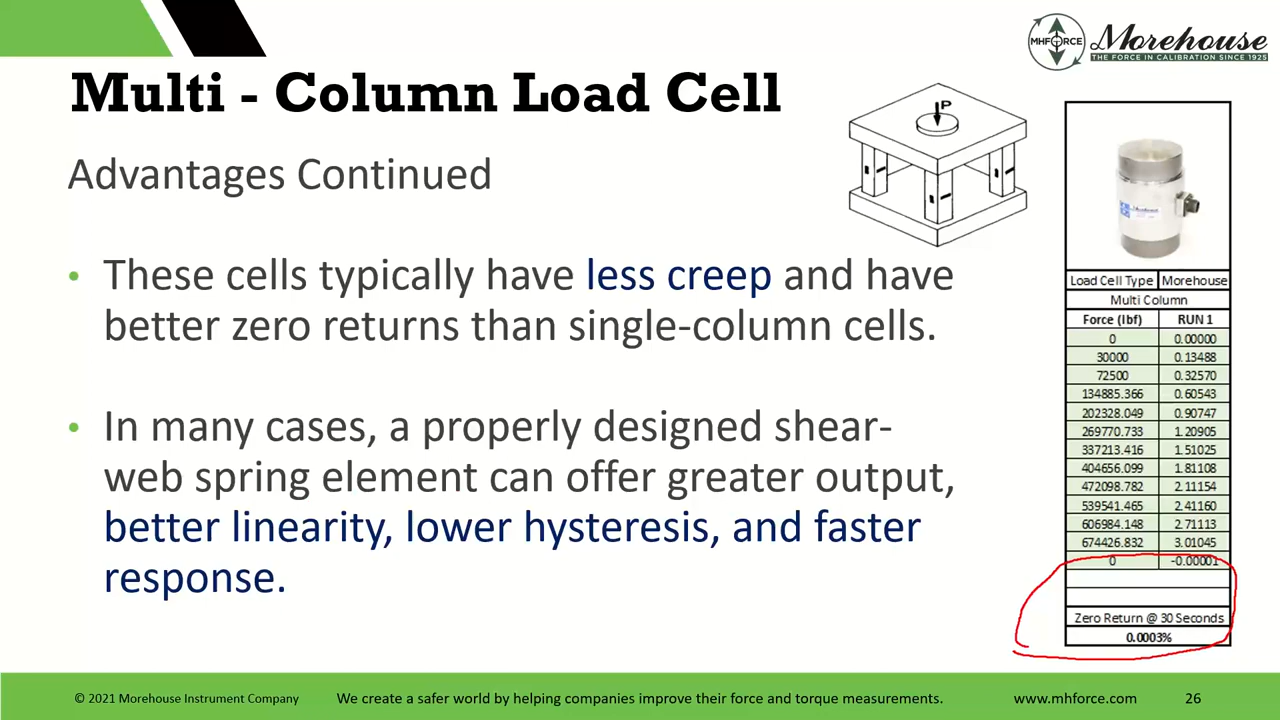 MHFORCE Morehouse
THE FORCE IN CALIBRATION SINCE 1925
Multi - Column Load Cell
Advantages Continued
• These cells typically have less creep and have
better zero returns than single-column cells.
• In many cases, a properly designed shear-
web spring element can offer greater output,
better linearity, lower hysteresis, and faster
response.
P
Load Cell Type Morehouse
Multi Column
Force (lbf) RUN 1
0 0.00000
30000 0.13488
72500 0.32570
134885.366 0.60543
202328.049 0.90747
269770.733 1.20905
337213.416 1.51025
404656.099 1.81108
472098.782 2.11154
539541.465 2.41160
606984.148 2.71113
674426.832 3.01045
0 -0.00001
Zero Return @ 30 Seconds
0.0003%
© 2021 Morehouse Instrument Company We create a safer world by helping companies improve their force and torque measurements. www.mhforce.com 26